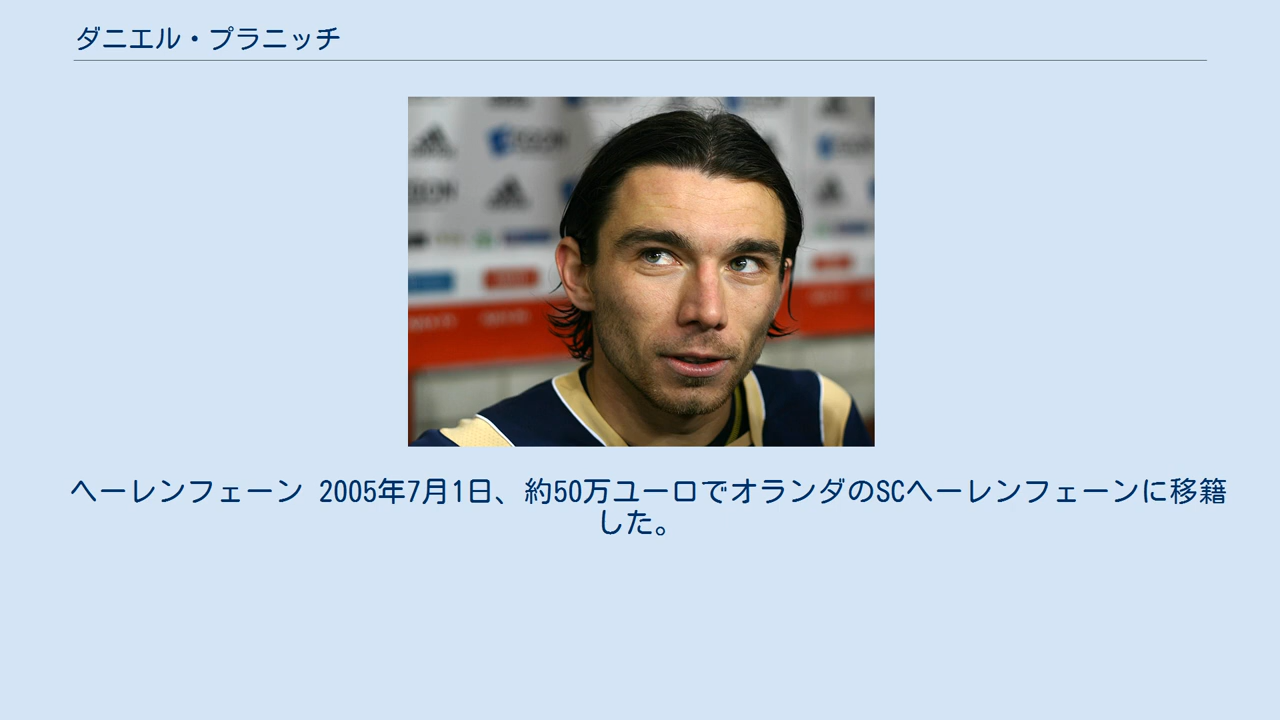 ダニエル・プラニッチ
ヘーレンフェーン 2005年7月1日、約50万ユーロでオランダのSCヘーレンフェーンに移籍
した。